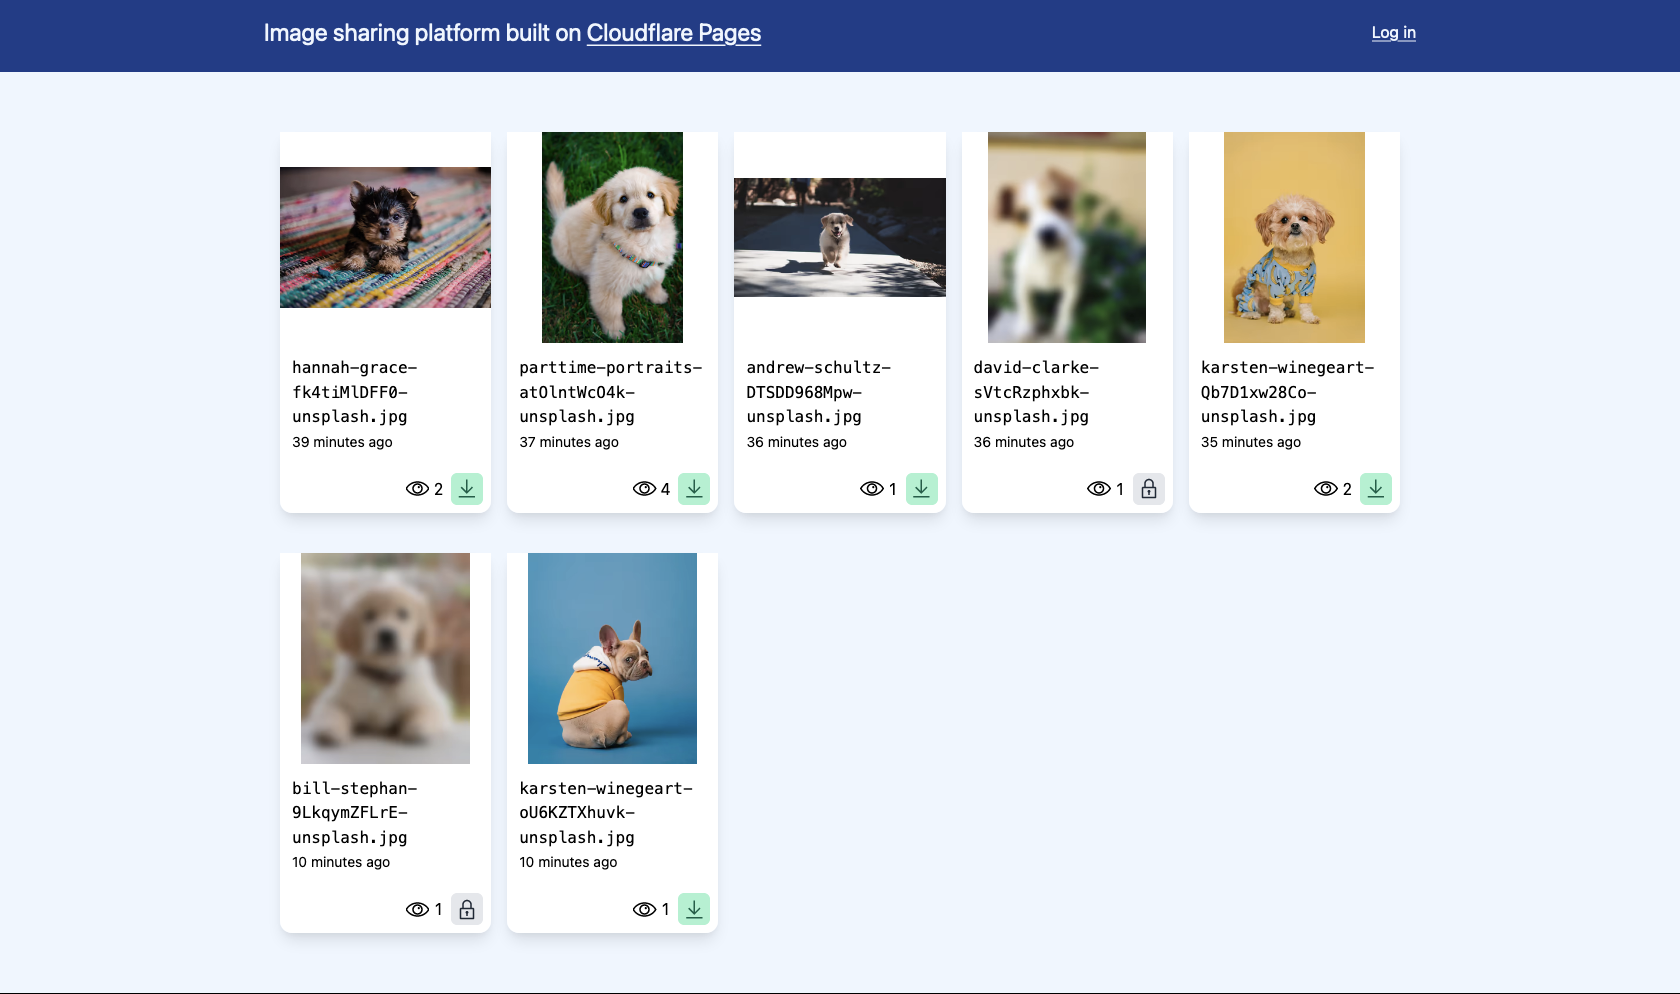 Image sharing platform built on Cloudflare Pages
Log in
hannah-grace-
fk4tiMlDFF0-
unsplash.jpg
39 minutes ago
2
parttime-portraits-
atOlntWcO4k-
unsplash.jpg
37 minutes ago
4
andrew-schultz-
DTSDD968Mpw-
unsplash.jpg
36 minutes ago
1
david-clarke-
sVtcRzphxbk-
unsplash.jpg
36 minutes ago
1
karsten-winegeart-
Qb7D1xw28Co-
unsplash.jpg
35 minutes ago
2
bill-stephan-
9LkqymZFLrE-
unsplash.jpg
10 minutes ago
1
karsten-winegeart-
oU6KZTXhuvk-
unsplash.jpg
10 minutes ago
1